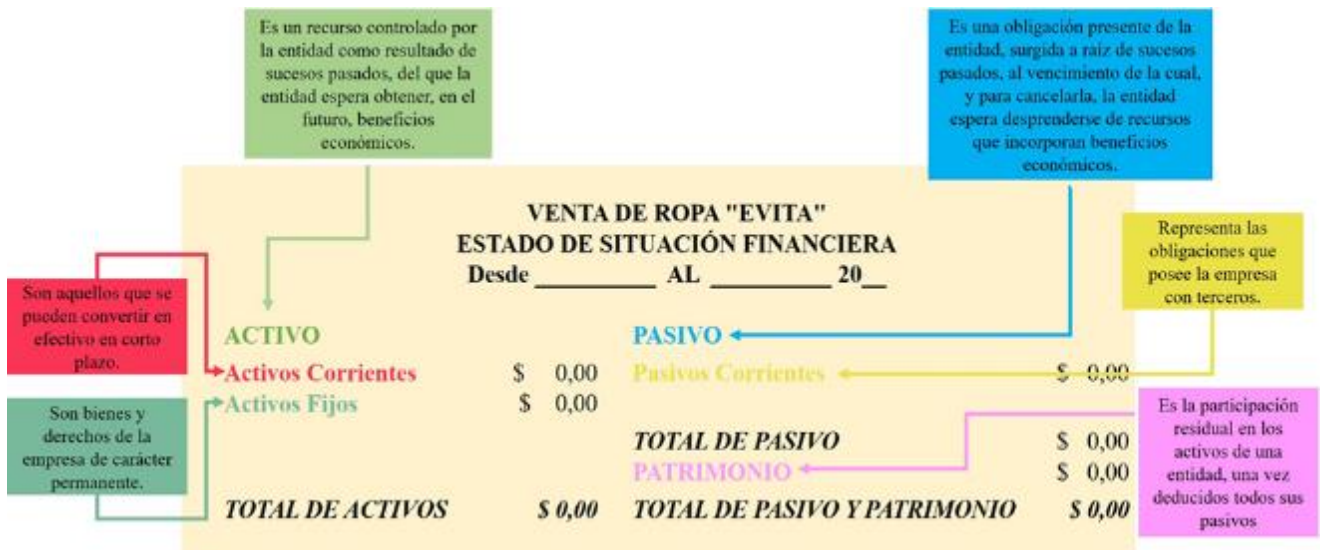 Es un recurso controlado por
la entidad como resultado de
sucesos pasados, del que la
entidad espera obtener, en el
futuro, beneficios
económicos.
Es una obligación presente de la
entidad, surgida a raíz de sucesos
pasados, al vencimiento de la cual,
y para cancelarla, la entidad
espera desprenderse de recursos
que incorporan beneficios
económicos.
VENTA DE ROPA "EVITA"
ESTADO DE SITUACIÓN FINANCIERA
Desde ___________ AL ___________ 20__
Representa las
obligaciones que
posee la empresa
con terceros.
Son aquellos que se
pueden convertir en
efectivo en corto
plazo.
ACTIVO
PASIVO
Activos Corrientes $ 0,00
Pasivos Corrientes $ 0,00
Activos Fijos $ 0,00
Son bienes y
derechos de la
empresa de carácter
permanente.
Es la participación
residual en los
activos de una
entidad, una vez
deducidos todos sus
pasivos
TOTAL DE PASIVO $ 0,00
PATRIMONIO $ 0,00
TOTAL DE ACTIVOS $ 0,00
TOTAL DE PASIVO Y PATRIMONIO $ 0,00